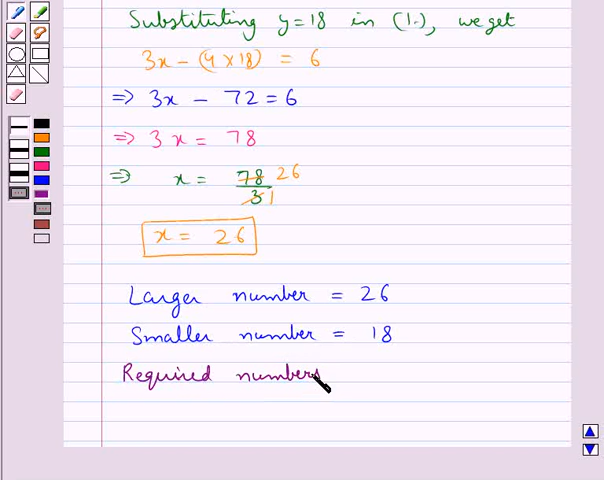 Substituting y=18 in (1.), we get
3x - (4 × 18) = 6
⇒ 3x - 72 = 6
⇒ 3x = 78
⇒ x = 78/3 26 1
x = 26
Larger number = 26
Smaller number = 18
Required numbers